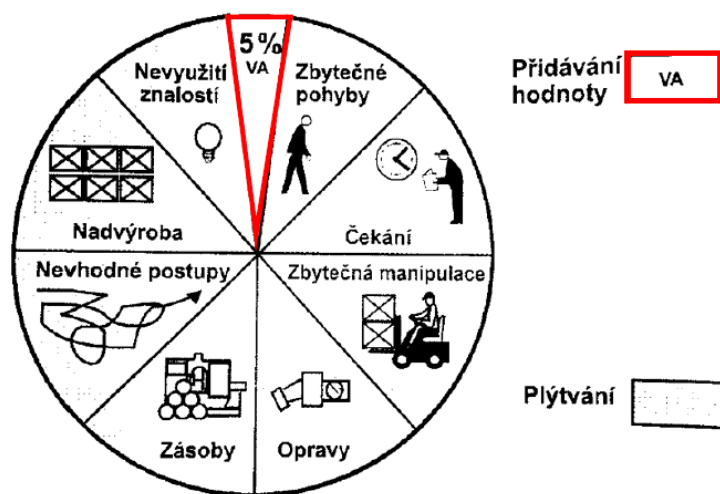 5%
VA
Nevyužití
znalostí
Zbytečné
pohyby
Nadvýroba
Čekání
Nevhodné postupy
Zbytečná manipulace
Zásoby
Opravy
Přidávání
hodnoty
VA
Plýtvání